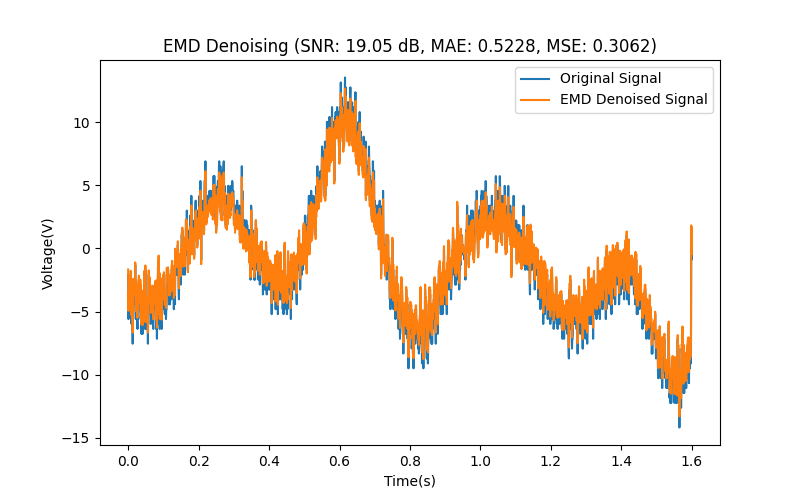 EMD Denoising (SNR: 19.05 dB, MAE: 0.5228, MSE: 0.3062)
Original Signal
EMD Denoised Signal
Voltage(V)
10
5
0
−5
−10
−15
0.0 0.2 0.4 0.6 0.8 1.0 1.2 1.4 1.6
Time(s)